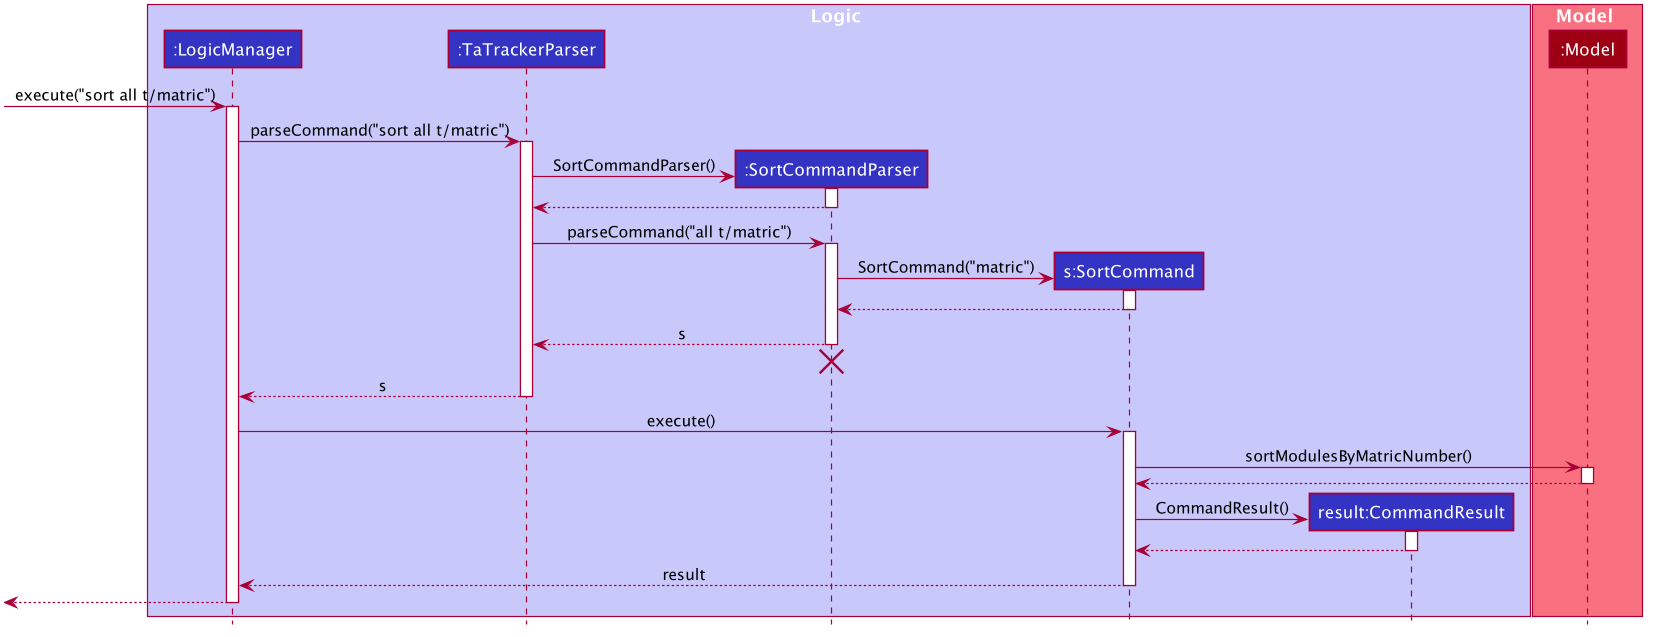 Logic
Model
:LogicManager
:TaTrackerParser
:Model
execute("sort all t/matric")
parseCommand("sort all t/matric")
SortCommandParser()
:SortCommandParser
parseCommand("all t/matric")
SortCommand("matric")
s:SortCommand
s
s
execute()
sortModulesByMatricNumber()
CommandResult()
result:CommandResult
result